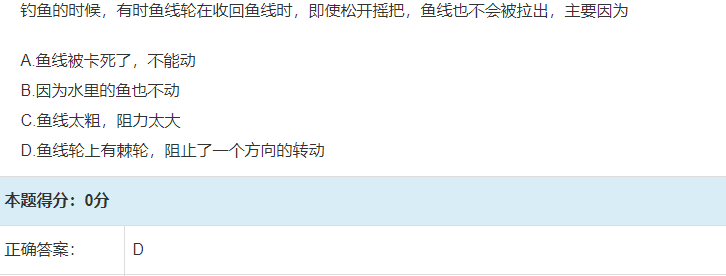 钓鱼的时候，有时鱼线轮在收回鱼线时，即使松开摇把，鱼线也不会被拉出，主要因为
A.鱼线被卡死了，不能动
B.因为水里的鱼也不动
C.鱼线太粗，阻力太大
D.鱼线轮上有棘轮，阻止了一个方向的转动
本题得分：0分
正确答案： D